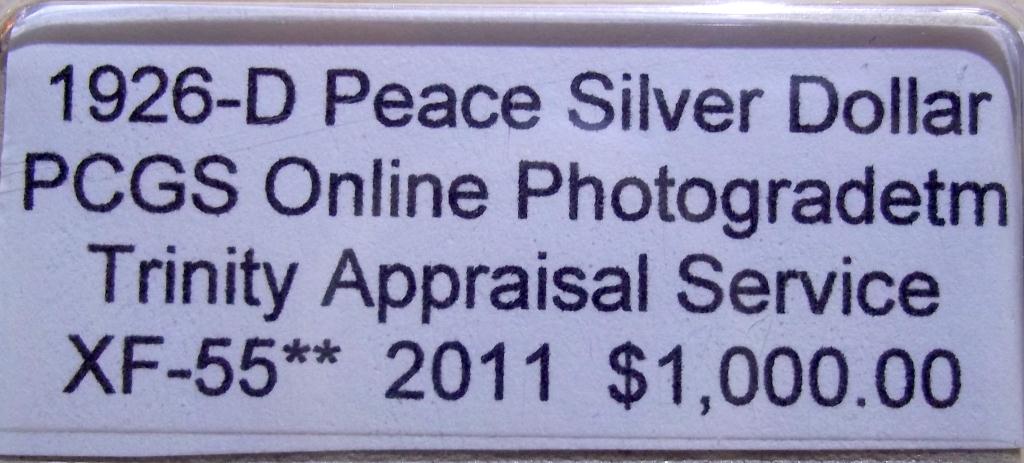 1926-D Peace Silver Dollar
PCGS Online Photogradetm
Trinity Appraisal Service
XF-55** 2011 $1,000.00